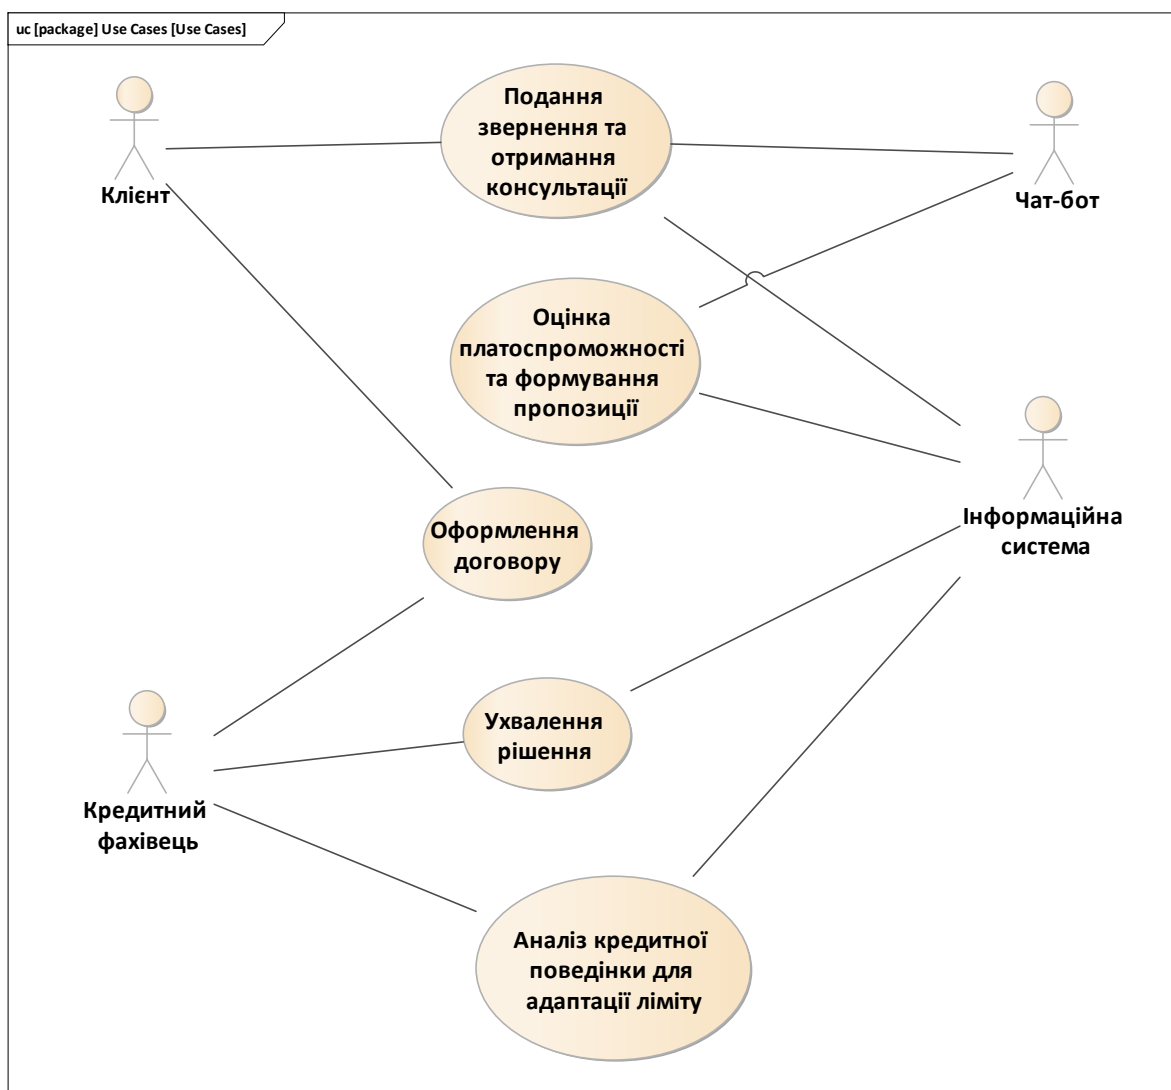 uc [package] Use Cases [Use Cases]
Подання
звернення та
отримання
консультації
Клієнт
Чат-бот
Оцінка
платоспроможності
та формування
пропозиції
Інформаційна
система
Оформлення
договору
Ухвалення
рішення
Кредитний
фахівець
Аналіз кредитної
поведінки для
адаптації ліміту